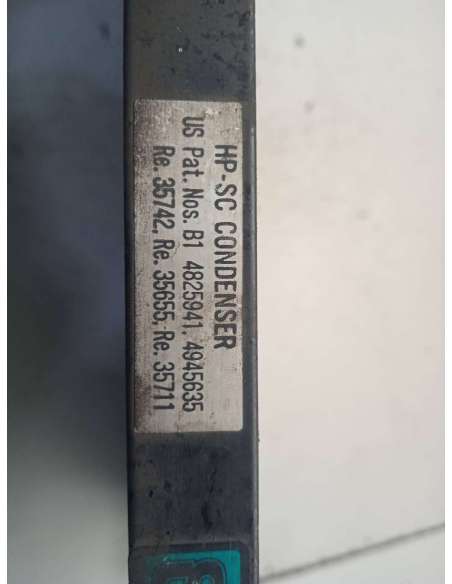 HP-SC CONDENSER
US Pat. Nos. B1 4825941, 4945635
Re. 35742, Re. 35655, Re. 35711